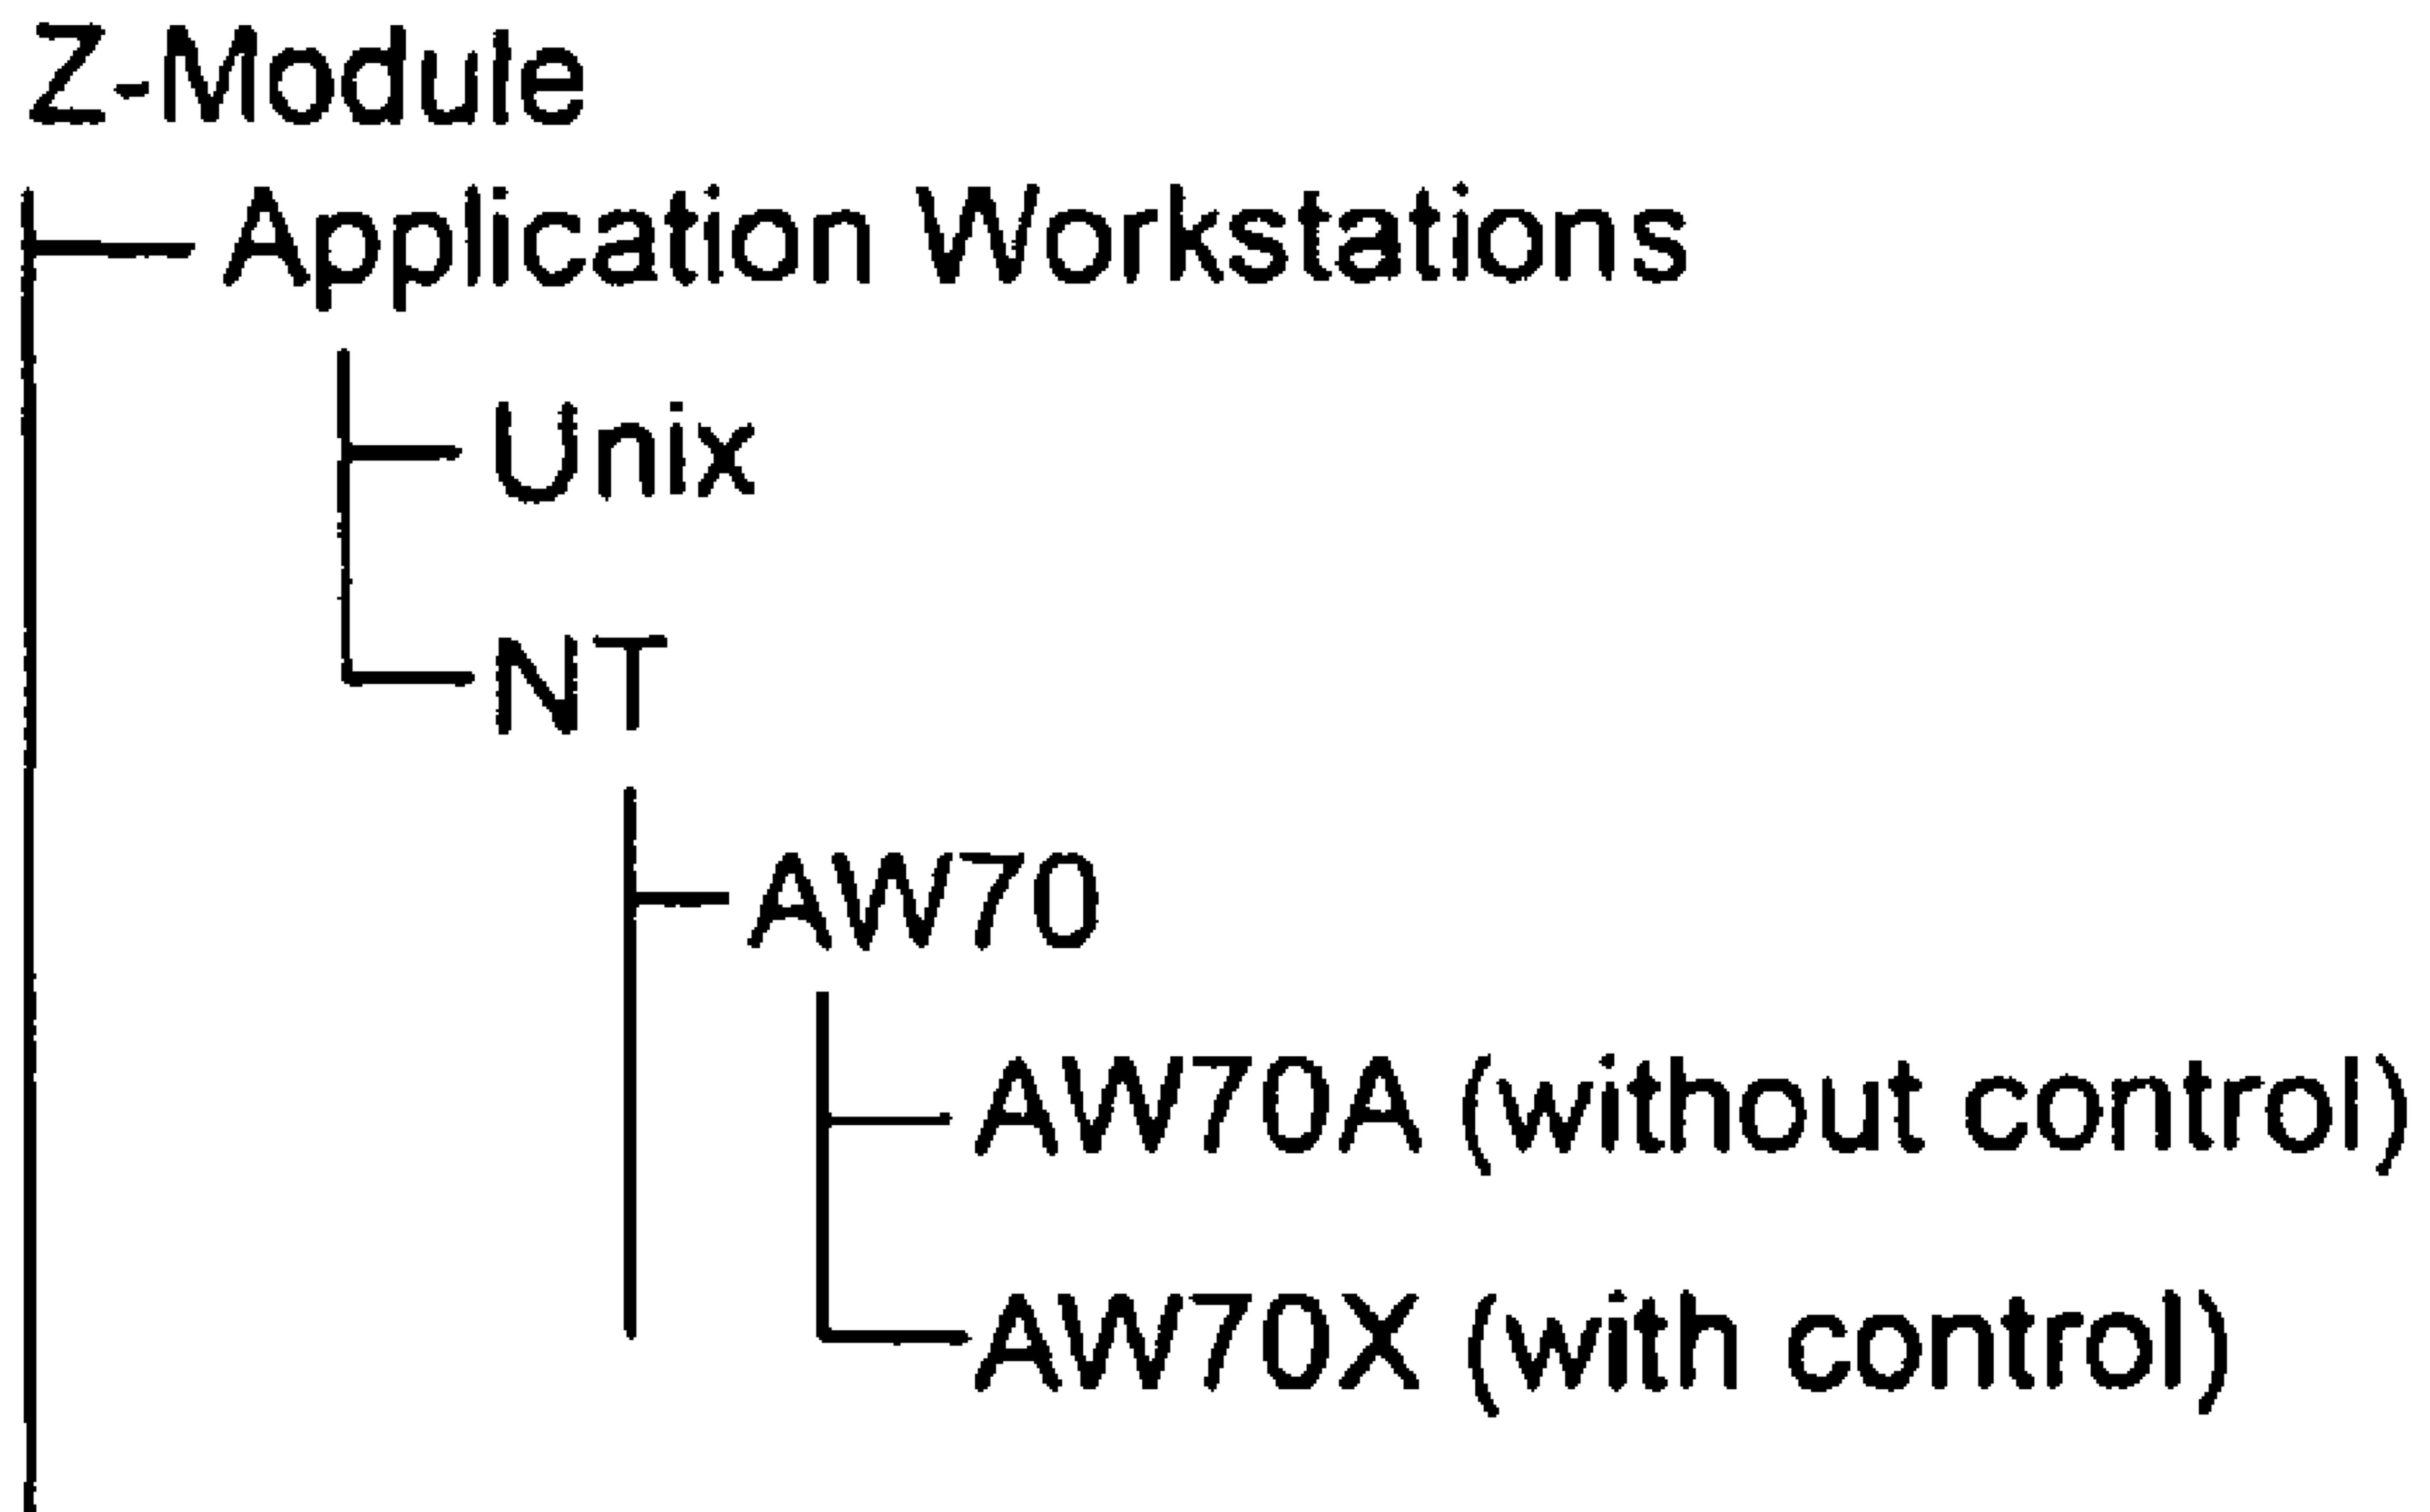 Z-Module
Application Workstations
Unix
NT
AW70
AW70A (without control)
AW70X (with control)